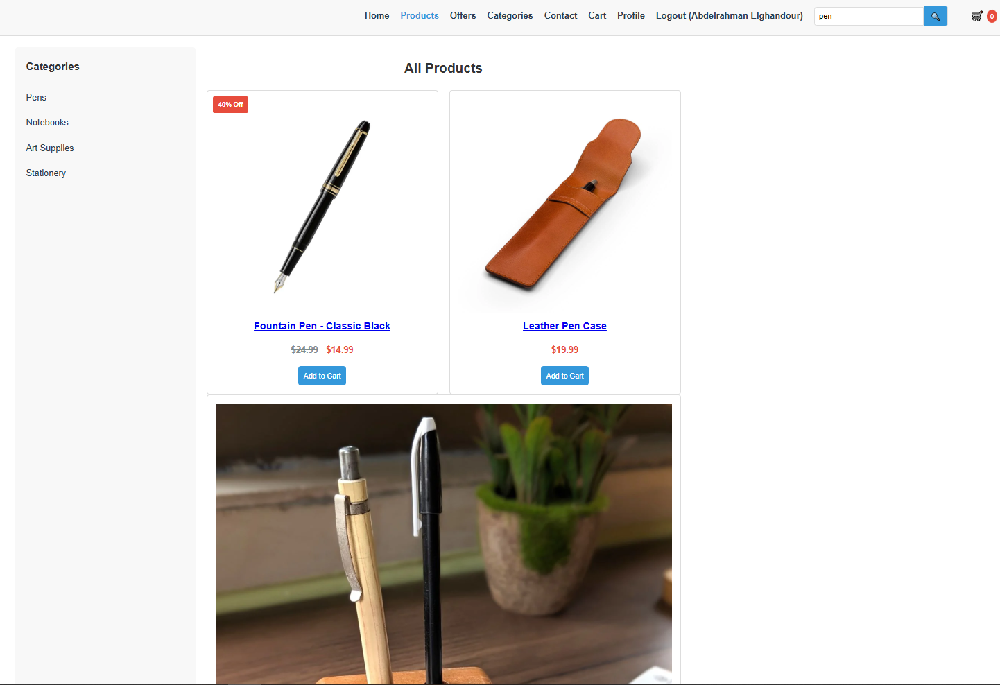 Home Products Offers Categories Contact Cart Profile Logout (Abdelrahman Elghandour) pen 0
Categories
Pens
Notebooks
Art Supplies
Stationery
All Products
40% Off
Fountain Pen - Classic Black
$24.99 $14.99
Add to Cart
Leather Pen Case
$19.99
Add to Cart